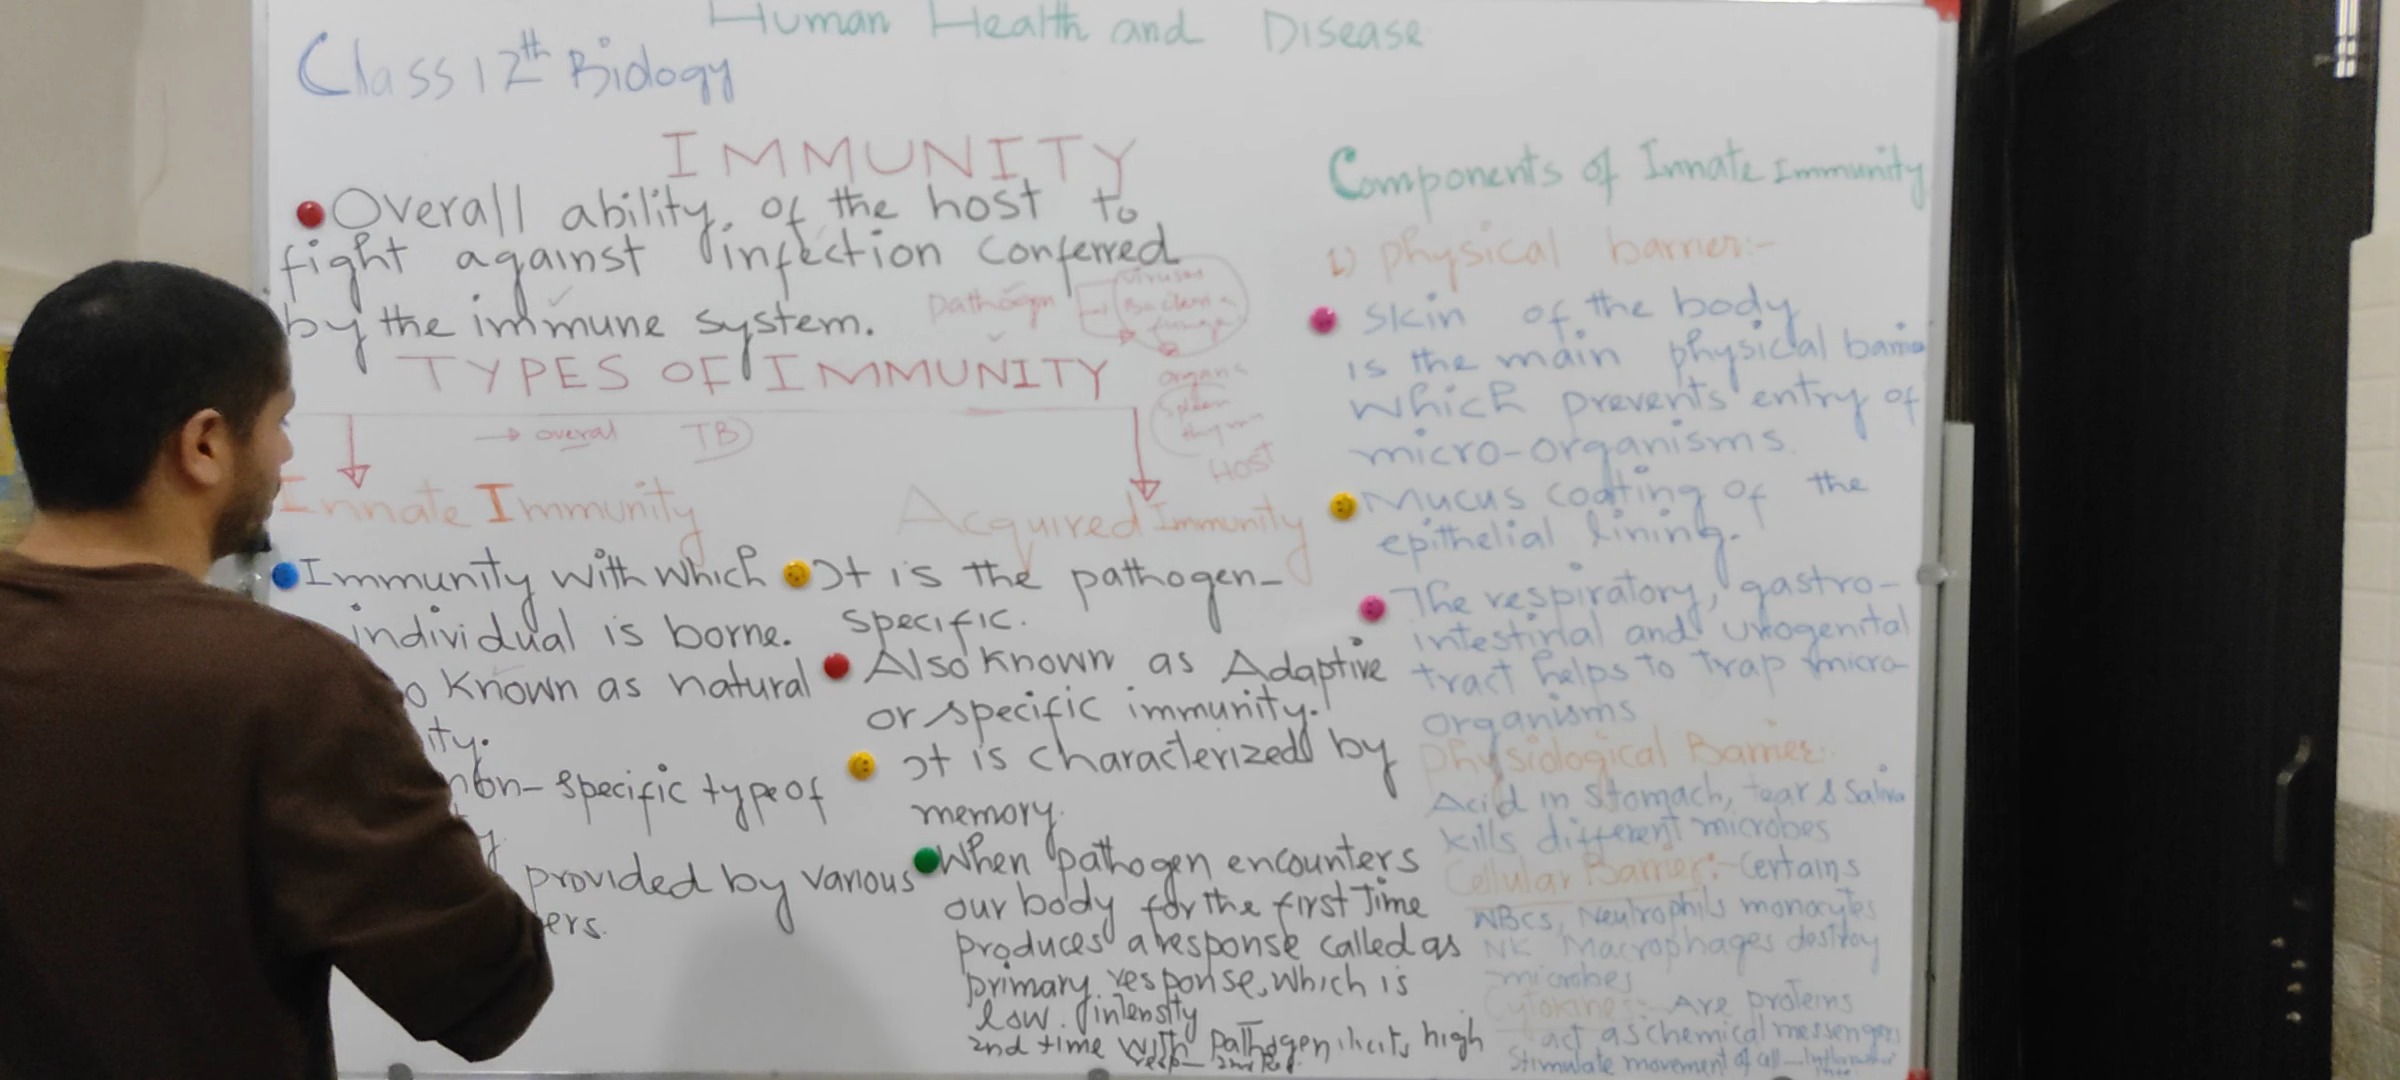 Human Health and Disease
Class 12th Biology
IMMUNITY
Overall ability of the host to
fight against infection conferred
by the immune system.
Pathogen
Viruses
Bacteria
fungi
TYPES OF IMMUNITY
organs
Spleen
HOST
→ overal TB
Innate Immunity
Immunity with which
individual is borne.
o known as natural
ity.
non-specific type of
y
provided by various
ers.
Acquired Immunity
It is the pathogen-
specific.
Also known as Adaptive
or specific immunity.
It is characterized by
memory.
When pathogen encounters
our body for the first Time
produces a response called as
primary response, which is
low intensity
2nd time with pathogen ilicits high
Components of Innate Immunity
1) Physical barrier:-
Skin of the body
is the main physical
which prevents entry of
micro-organisms.
Mucus coating of the
epithelial lining.
The respiratory, gastro-
intestinal and urogenital
tract helps to trap micro-
organisms
Physiological Barrier:-
Acid in stomach, tear & Saliva
kills different microbes
Cellular Barrier:- Certains
WBCs, Neutrophils monocytes
NK Macrophages destroy
microbes
Cytokines:- Are proteins
act as chemical messengers
Stimulate movement of all